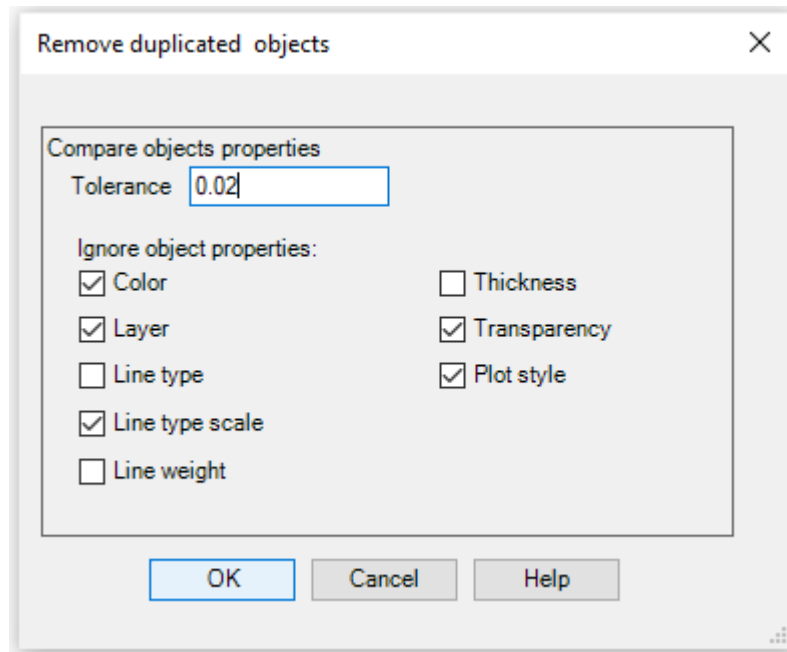 Remove duplicated  objects
Compare objects properties
Tolerance 0.02
Ignore object properties:
Color
Thickness
Layer
Transparency
Line type
Plot style
Line type scale
Line weight
OK
Cancel
Help